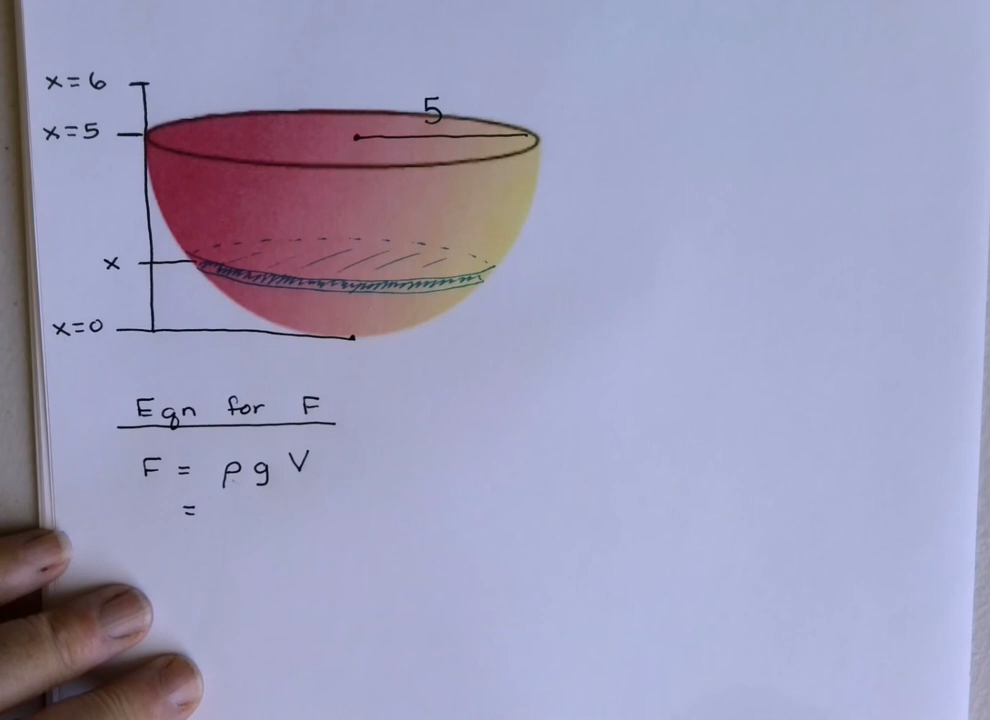 x=6
5
x=5
x
x=0
Eqn for F
F = ρ g V
=